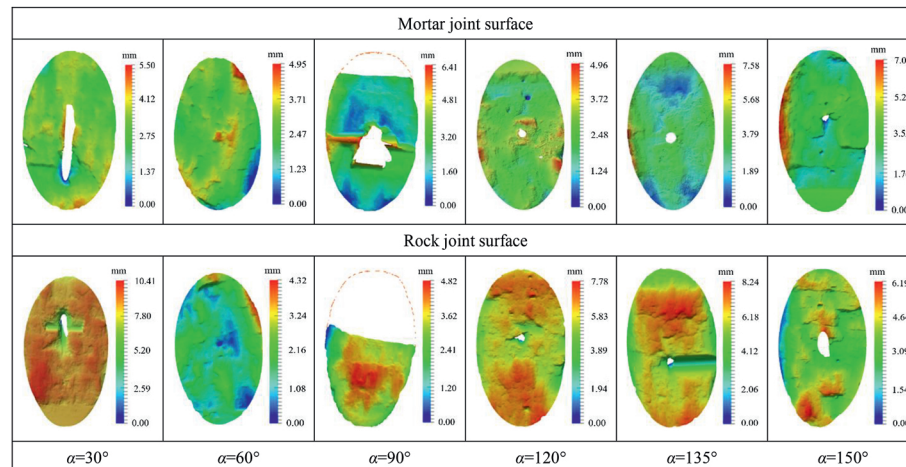 Mortar joint surface
mm
5.50
4.12
2.75
1.37
0.00
mm
4.95
3.71
2.47
1.23
0.00
mm
6.41
4.81
3.20
1.60
0.00
mm
4.96
3.72
2.48
1.24
0.00
mm
7.58
5.68
3.79
1.89
0.00
mm
7.0
5.2
3.5
1.7
0.00
Rock joint surface
mm
10.41
7.80
5.20
2.59
0.00
mm
4.32
3.24
2.16
1.08
0.00
mm
4.82
3.62
2.41
1.20
0.00
mm
7.78
5.83
3.89
1.94
0.00
mm
8.24
6.18
4.12
2.06
0.00
mm
6.19
4.64
3.09
0.00
α=30°
α=60°
α=90°
α=120°
α=135°
α=150°